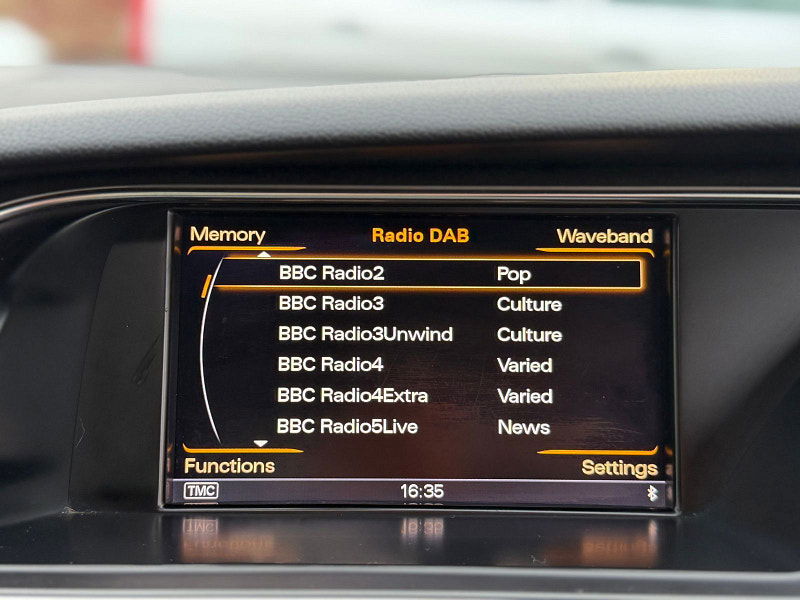 Memory Radio DAB Waveband
BBC Radio2 Pop
BBC Radio3 Culture
BBC Radio3Unwind Culture
BBC Radio4 Varied
BBC Radio4Extra Varied
BBC Radio5Live News
Functions Settings
TMC 16:35